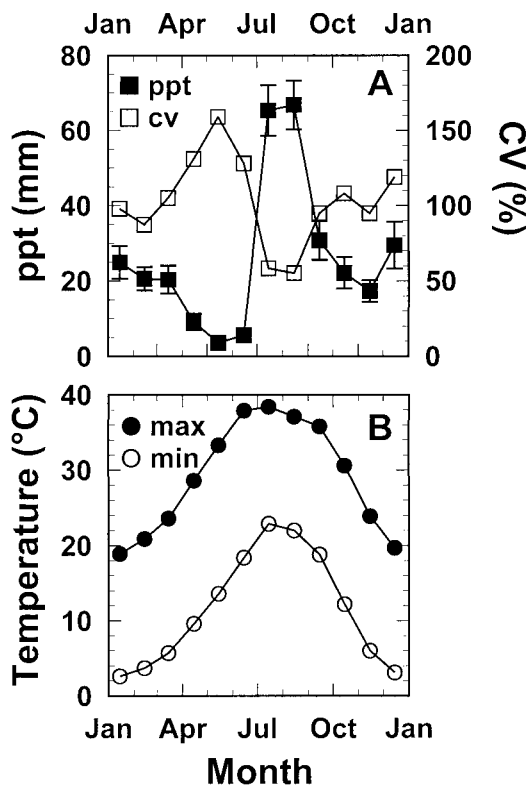 Jan Apr Jul Oct Jan
80 200
ppt A
cv
60 150
ppt (mm) CV (%)
40 100
20 50
0 0
40
max B
min
30
Temperature (°C)
20
10
0
Jan Apr Jul Oct Jan
Month